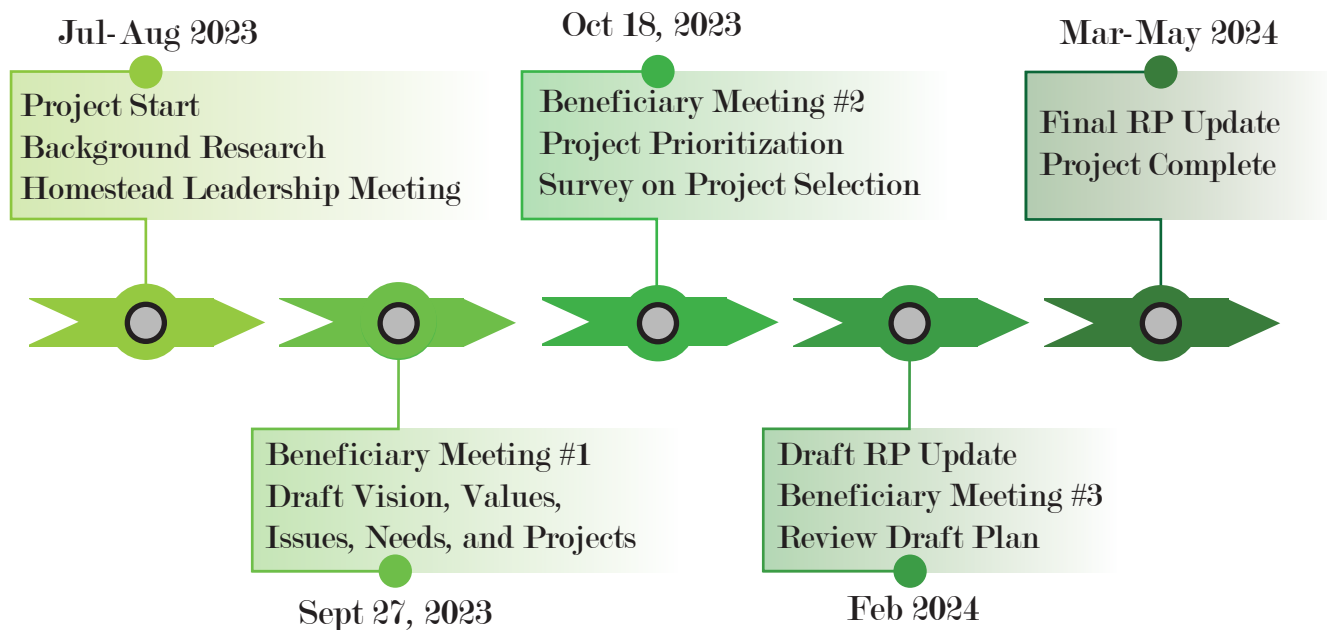 Jul-Aug 2023
Project Start
Background Research
Homestead Leadership Meeting
Beneficiary Meeting #1
Draft Vision, Values,
Issues, Needs, and Projects
Sept 27, 2023
Oct 18, 2023
Beneficiary Meeting #2
Project Prioritization
Survey on Project Selection
Draft RP Update
Beneficiary Meeting #3
Review Draft Plan
Feb 2024
Mar-May 2024
Final RP Update
Project Complete